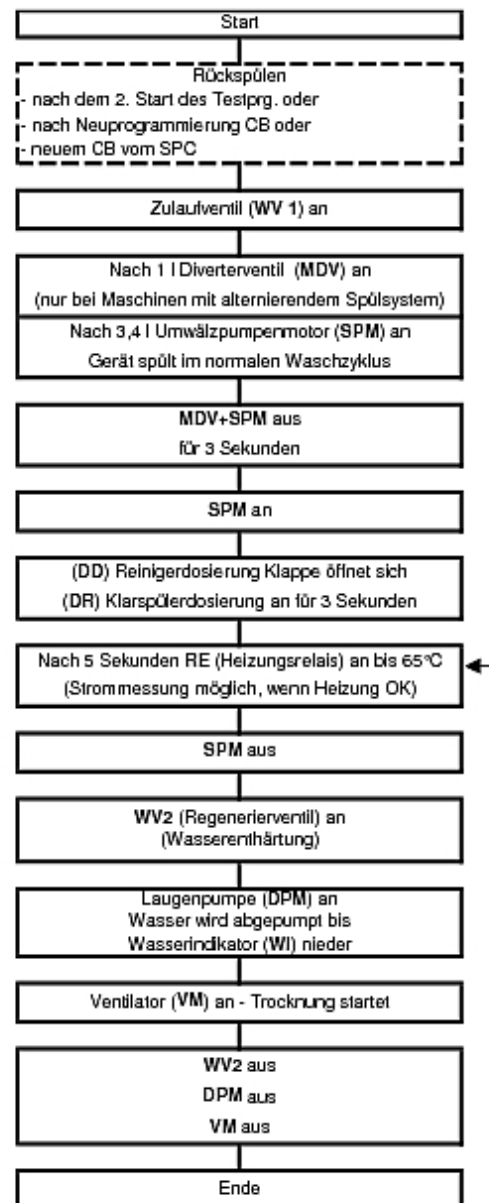 Start
Rückspülen
- nach dem 2. Start des Testprg. oder
- nach Neuprogrammierung CB oder
- neuem CB vom SPC
Zulaufventil (WV 1) an
Nach 1 l Diverterventil (MDV) an
(nur bei Maschinen mit alternierendem Spülsystem)
Nach 3,4 l Umwälzpumpenmotor (SPM) an
Gerät spült im normalen Waschzyklus
MDV+SPM aus
für 3 Sekunden
SPM an
(DD) Reinigerdosierung Klappe öffnet sich
(DR) Klarspülerdosierung an für 3 Sekunden
Nach 5 Sekunden RE (Heizungsrelais) an bis 65°C
(Strommessung möglich, wenn Heizung OK)
SPM aus
WV2 (Regenerierventil) an
(Wasserenthärtung)
Laugenpumpe (DPM) an
Wasser wird abgepumpt bis
Wasserindikator (WI) nieder
Ventilator (VM) an - Trocknung startet
WV2 aus
DPM aus
VM aus
Ende